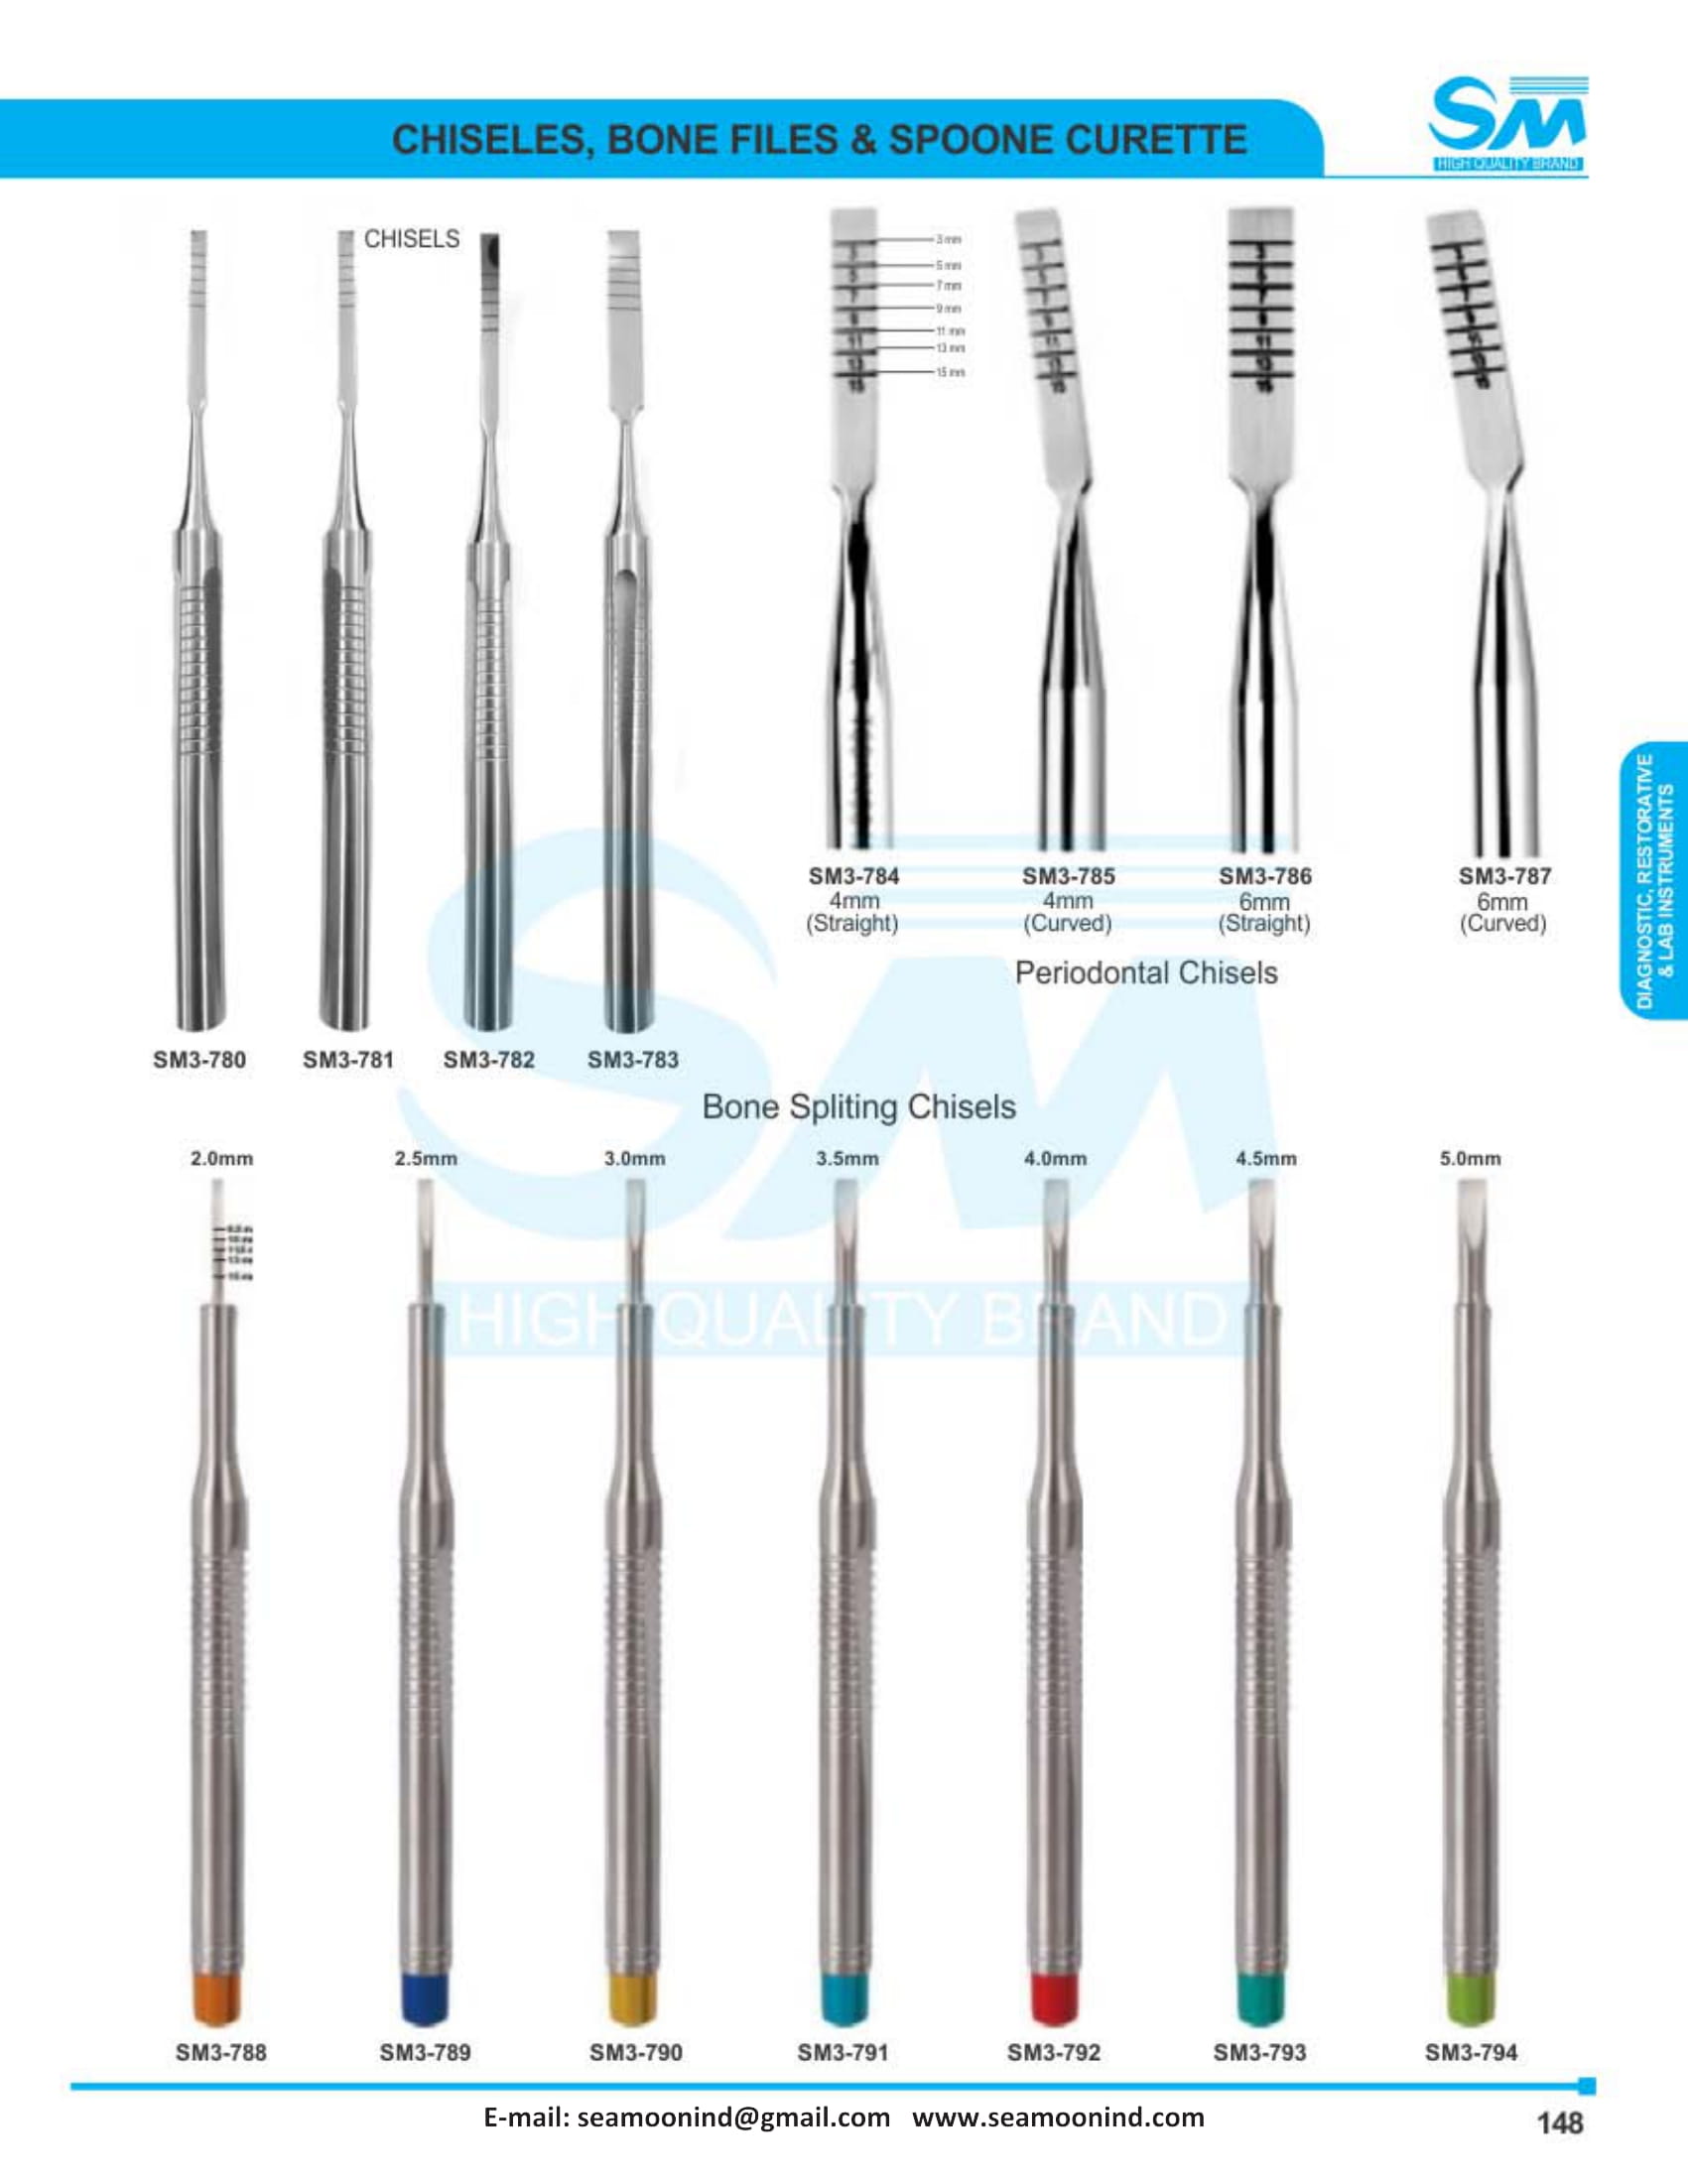 CHISELES, BONE FILES & SPOONE CURETTE
SM
HIGH QUALITY BRAND
CHISELS
3 mm
5 mm
7 mm
9 mm
11 mm
13 mm
15 mm
SM3-784
4mm
(Straight)
SM3-785
4mm
(Curved)
SM3-786
6mm
(Straight)
SM3-787
6mm
(Curved)
Periodontal Chisels
DIAGNOSTIC, RESTORATIVE
& LAB INSTRUMENTS
SM3-780 SM3-781 SM3-782 SM3-783
SM
HIGH QUALITY BRAND
Bone Spliting Chisels
2.0mm 2.5mm 3.0mm 3.5mm 4.0mm 4.5mm 5.0mm
SM3-788 SM3-789 SM3-790 SM3-791 SM3-792 SM3-793 SM3-794
E-mail: seamoonind@gmail.com www.seamoonind.com
148